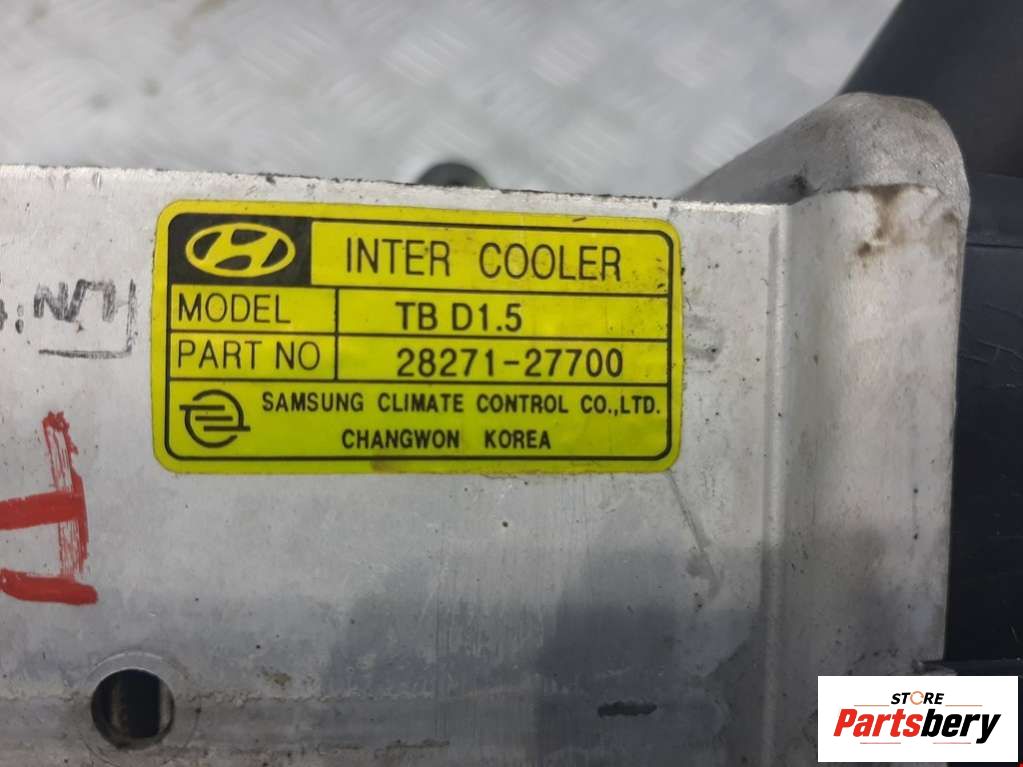 INTER COOLER
MODEL TB D1.5
PART NO 28271-27700
SAMSUNG CLIMATE CONTROL CO.,LTD.
CHANGWON KOREA
STORE
Partsbery